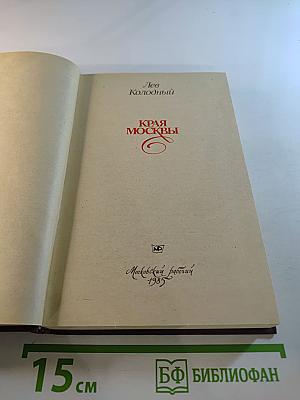 Лев
Колодный
КРАЯ
МОСКВЫ
Московский рабочий
1985
15 см
БФ БИБЛИОФАН